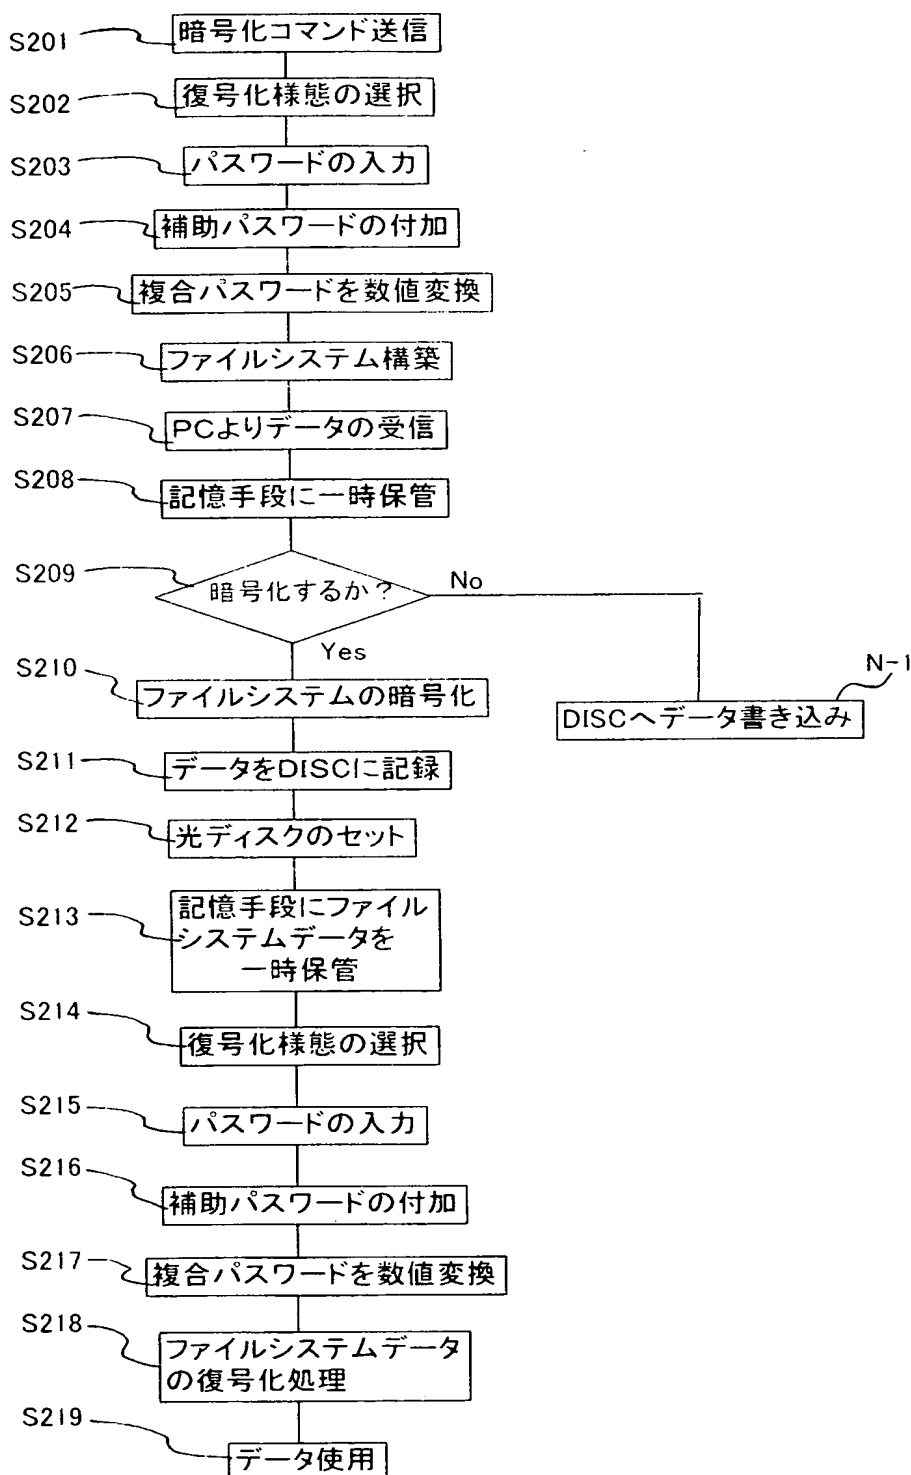 S201 暗号化コマンド送信
S202 復号化様態の選択
S203 パスワードの入力
S204 補助パスワードの付加
S205 複合パスワードを数値変換
S206 ファイルシステム構築
S207 PCよりデータの受信
S208 記憶手段に一時保管
S209 暗号化するか?
No
Yes
S210 ファイルシステムの暗号化
N-1
DISCへデータ書き込み
S211 データをDISCに記録
S212 光ディスクのセット
S213 記憶手段にファイル
システムデータを
一時保管
S214 復号化様態の選択
S215 パスワードの入力
S216 補助パスワードの付加
S217 複合パスワードを数値変換
S218 ファイルシステムデータ
の復号化処理
S219 データ使用